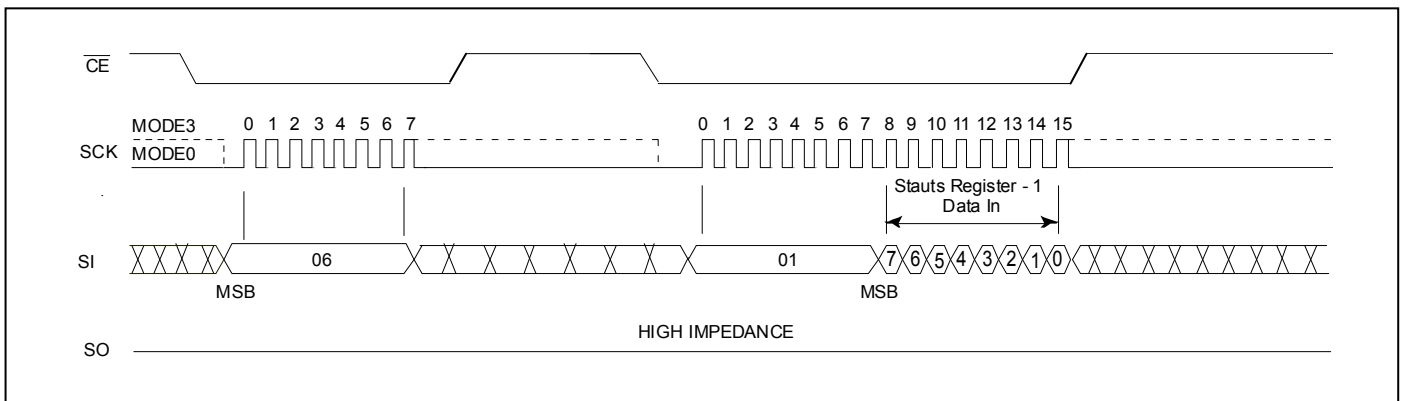 CE
MODE3 0 1 2 3 4 5 6 7 0 1 2 3 4 5 6 7 8 9 10 11 12 13 14 15
SCK MODE0
Stauts Register - 1
Data In
SI 06 01 7 6 5 4 3 2 1 0
MSB MSB
HIGH IMPEDANCE
SO